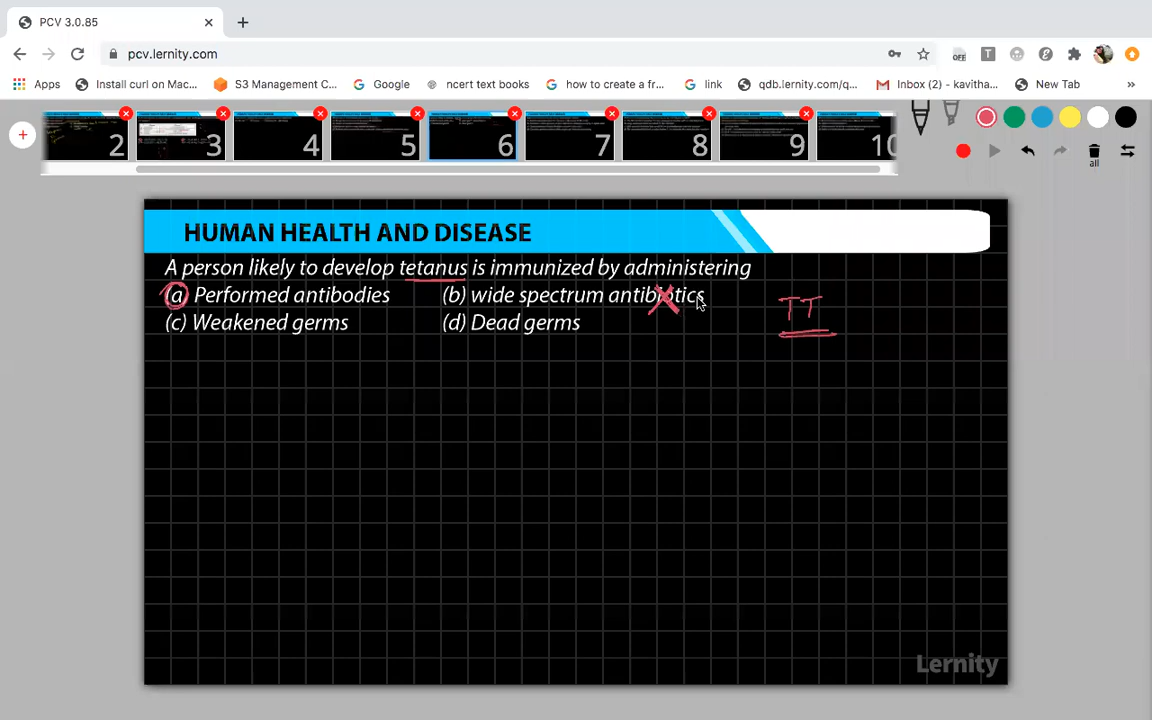 PCV 3.0.85
pcv.lernity.com
Apps
Install curl on Mac...
S3 Management C...
Google
ncert text books
how to create a fr...
link
qdb.lernity.com/q...
Inbox (2) - kavitha...
New Tab
»
OFF
T
2
3
4
5
6
7
8
9
10
all
HUMAN HEALTH AND DISEASE
A person likely to develop tetanus is immunized by administering
(a) Performed antibodies (b) wide spectrum antibiotics
TT
(c) Weakened germs (d) Dead germs
Lernity